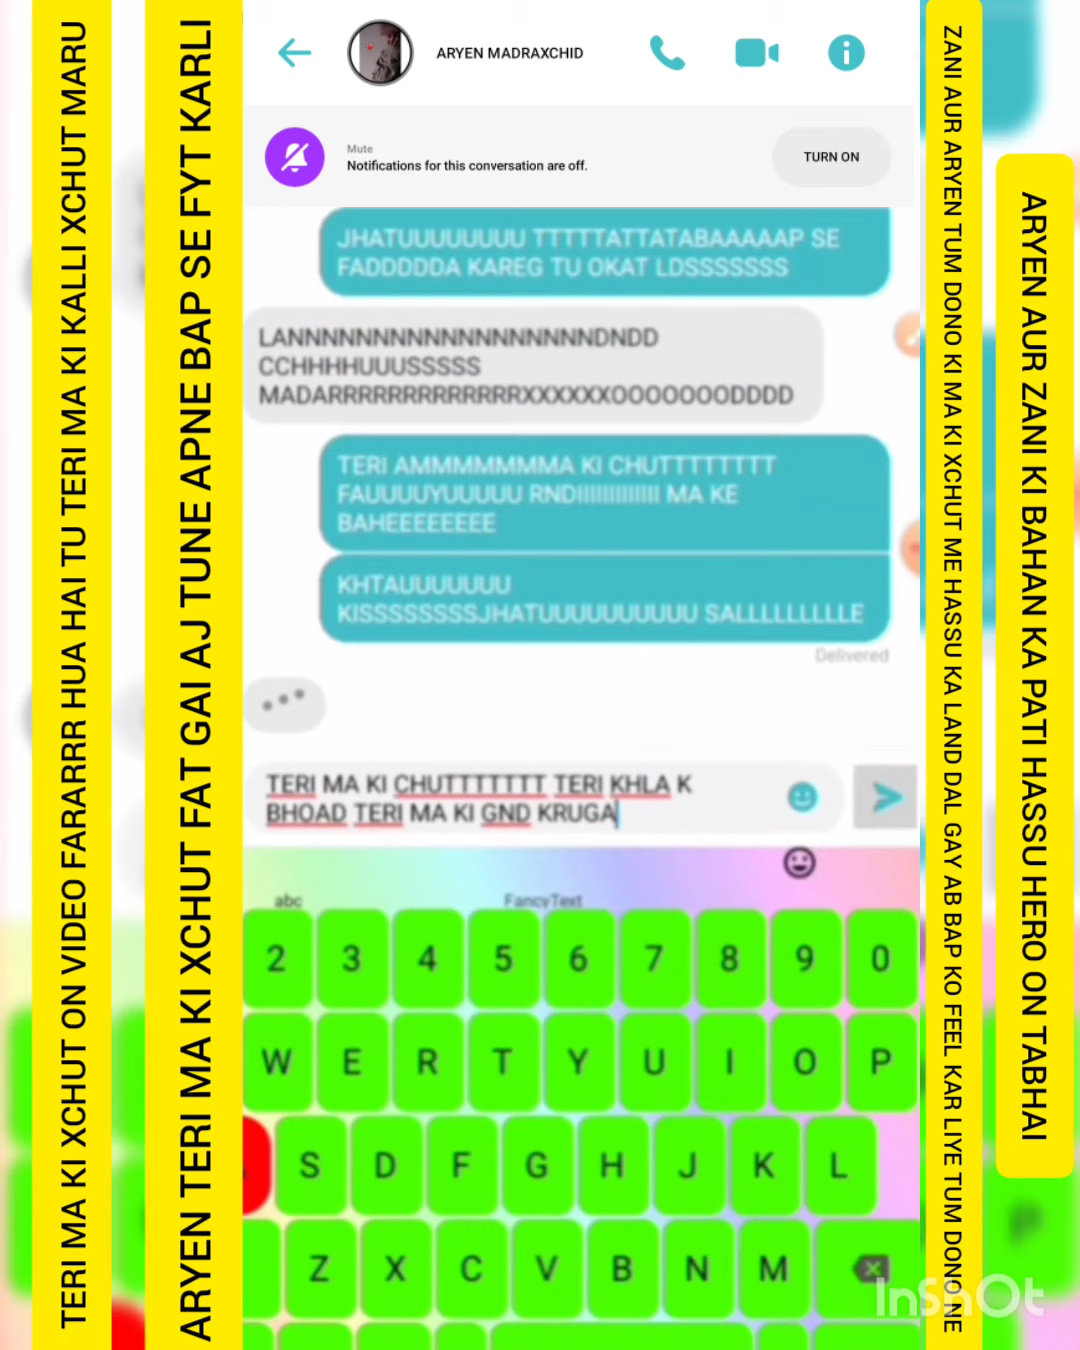 TERI MA KI XCHUT ON VIDEO FARARRR HUA HAI TU TERI MA KI KALLI XCHUT MARU
ARYEN TERI MA KI XCHUT FAT GAI AJ TUNE APNE BAP SE FYT KARLI
ARYEN MADRAXCHID
Mute
Notifications for this conversation are off.
TURN ON
JHATUUUUUUUU TTTTTATTATABAAAAAP SE
FADDDDDA KAREG TU OKAT LDSSSSSSS
LANNNNNNNNNNNNNNNNNNDNDD
CCHHHHUUUSSSSS
MADARRRRRRRRRRRRRXXXXXXOOOOOOODDDD
TERI AMMMMMMMA KI CHUTTTTTTTT
FAUUUUYUUUUU RNDIIIIIIIIIIIII MA KE
BAHEEEEEEEE
KHTAUUUUUUU
KISSSSSSSSSJHATUUUUUUUUUU SALLLLLLLLLE
Delivered
TERI MA KI CHUTTTTTTT TERI KHLA K
BHOAD TERI MA KI GND KRUGA
abc FancyText
2 3 4 5 6 7 8 9 0
W E R T Y U I O P
S D F G H J K L
Z X C V B N M
InShOt
ZANI AUR ARYEN TUM DONO KI MA KI XCHUT ME HASSU KA LAND DAL GAY AB BAP KO FEEL KAR LIYE TUM DONO NE
ARYEN AUR ZANI KI BAHAN KA PATI HASSU HERO ON TABHAI